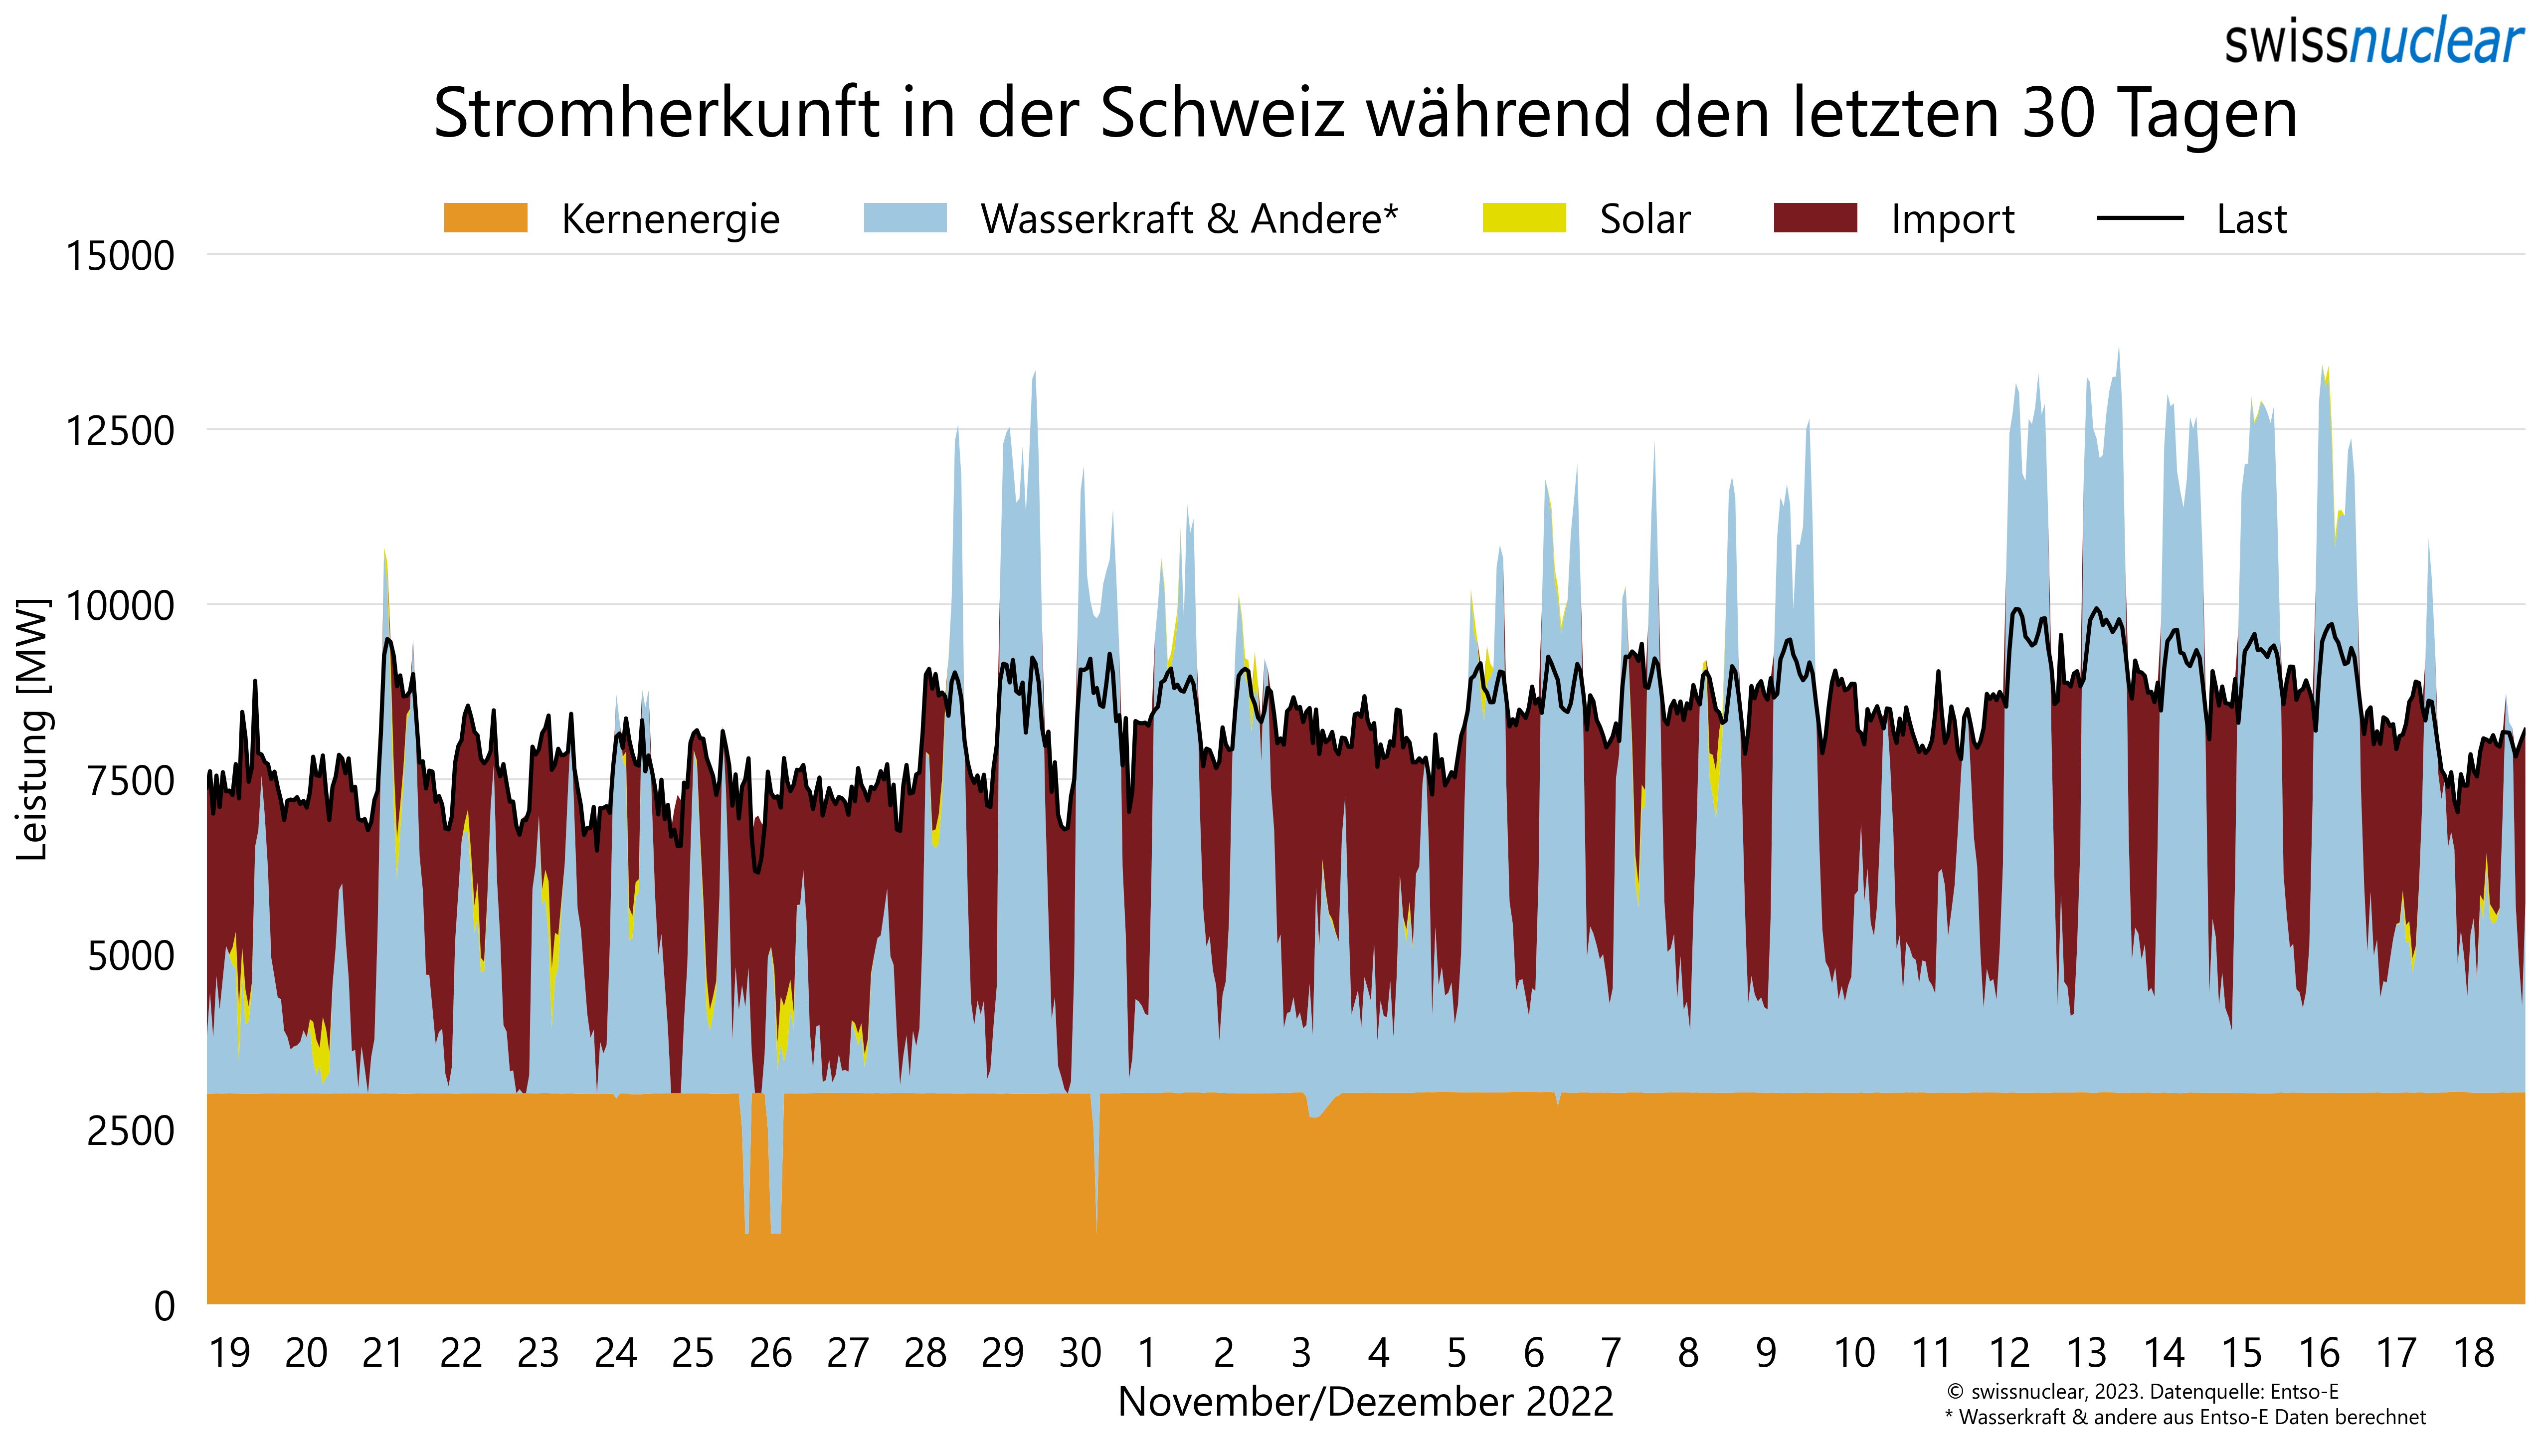 swissnuclear
Stromherkunft in der Schweiz während den letzten 30 Tagen
Kernenergie Wasserkraft & Andere* Solar Import Last
15000
12500
10000
7500
5000
2500
0
Leistung [MW]
19 20 21 22 23 24 25 26 27 28 29 30 1 2 3 4 5 6 7 8 9 10 11 12 13 14 15 16 17 18
November/Dezember 2022
© swissnuclear, 2023. Datenquelle: Entso-E
* Wasserkraft & andere aus Entso-E Daten berechnet